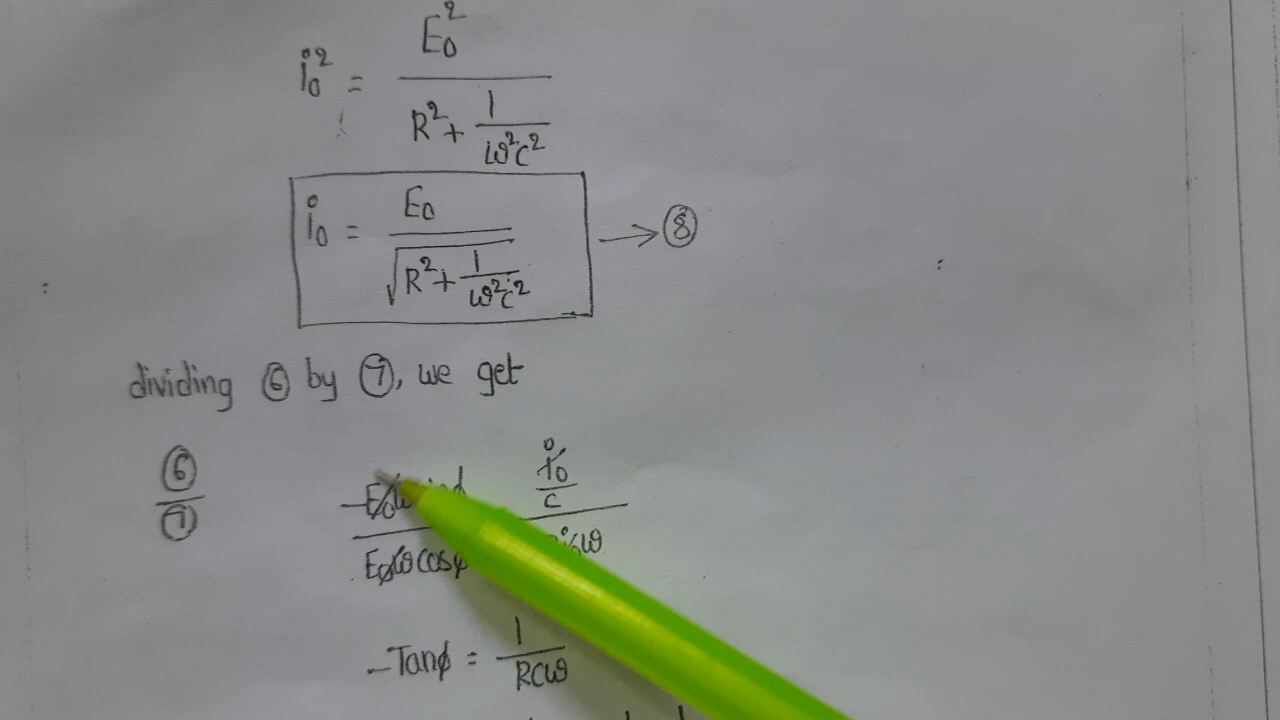 i₀² = E₀² / (R² + 1/(ω²c²))
i₀ = E₀ / √(R² + 1/(ω²c²)) → ⑧
dividing ⑥ by ⑦, we get
⑥/⑦ -E₀ω / (E₀ω cosφ) (i₀/c) / ω
-Tanφ = 1/(RCω)